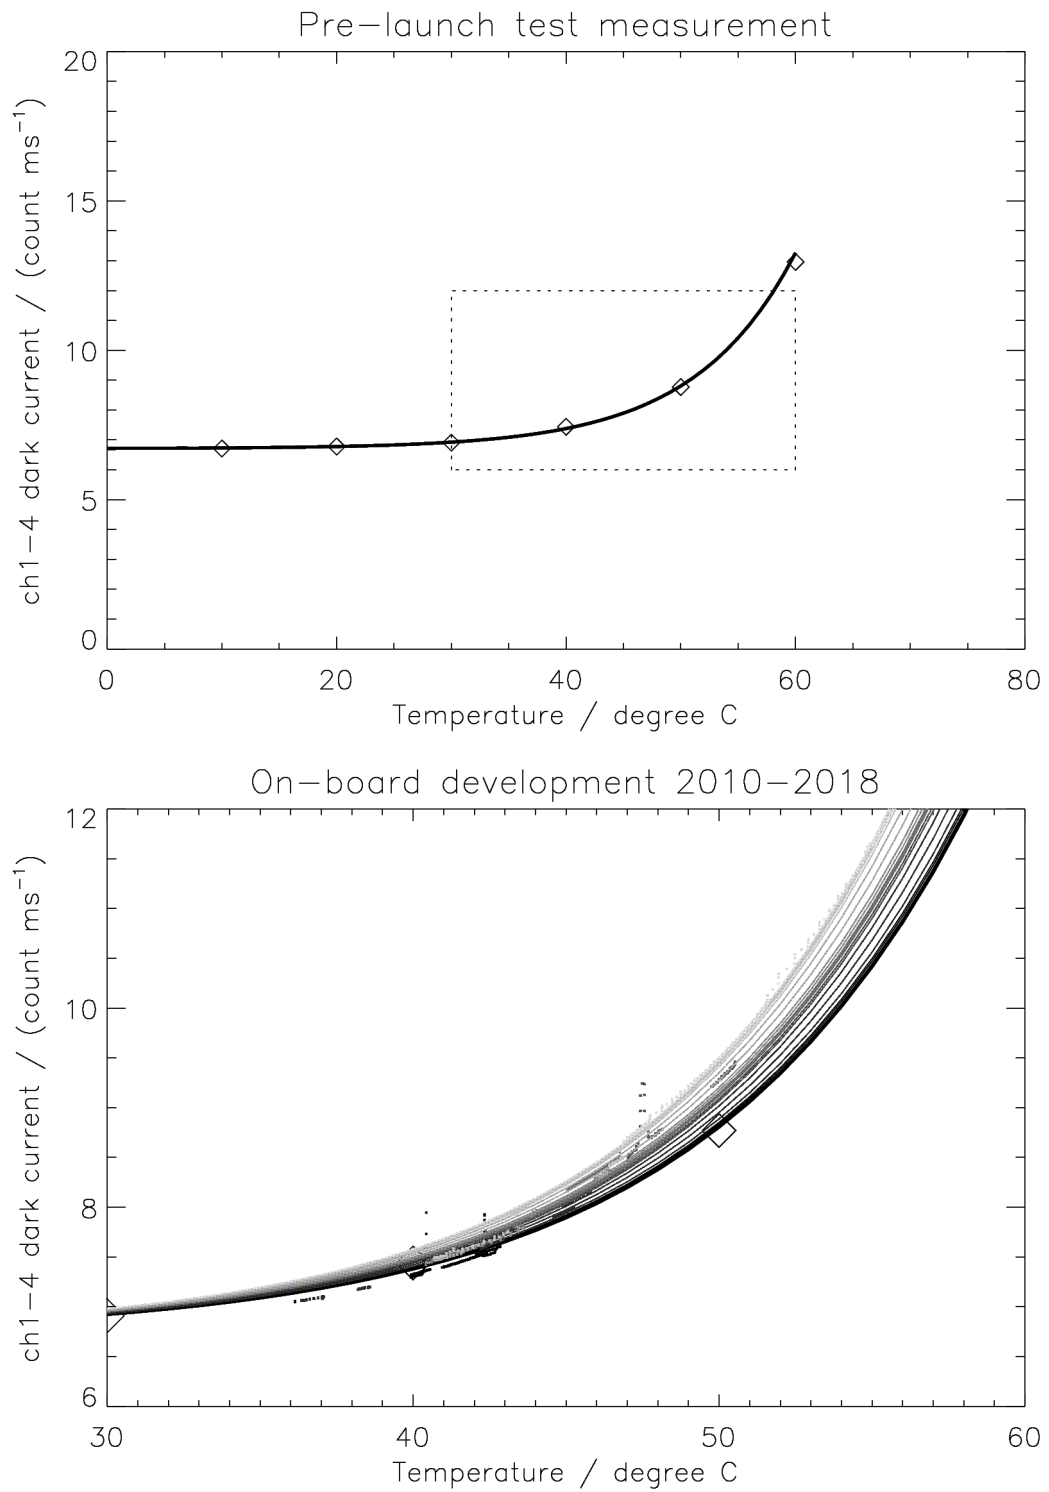 Pre-launch test measurement
20
15
10
5
0
ch1-4 dark current / (count ms⁻¹)
0 20 40 60 80
Temperature / degree C
On-board development 2010-2018
12
10
8
6
ch1-4 dark current / (count ms⁻¹)
30 40 50 60
Temperature / degree C